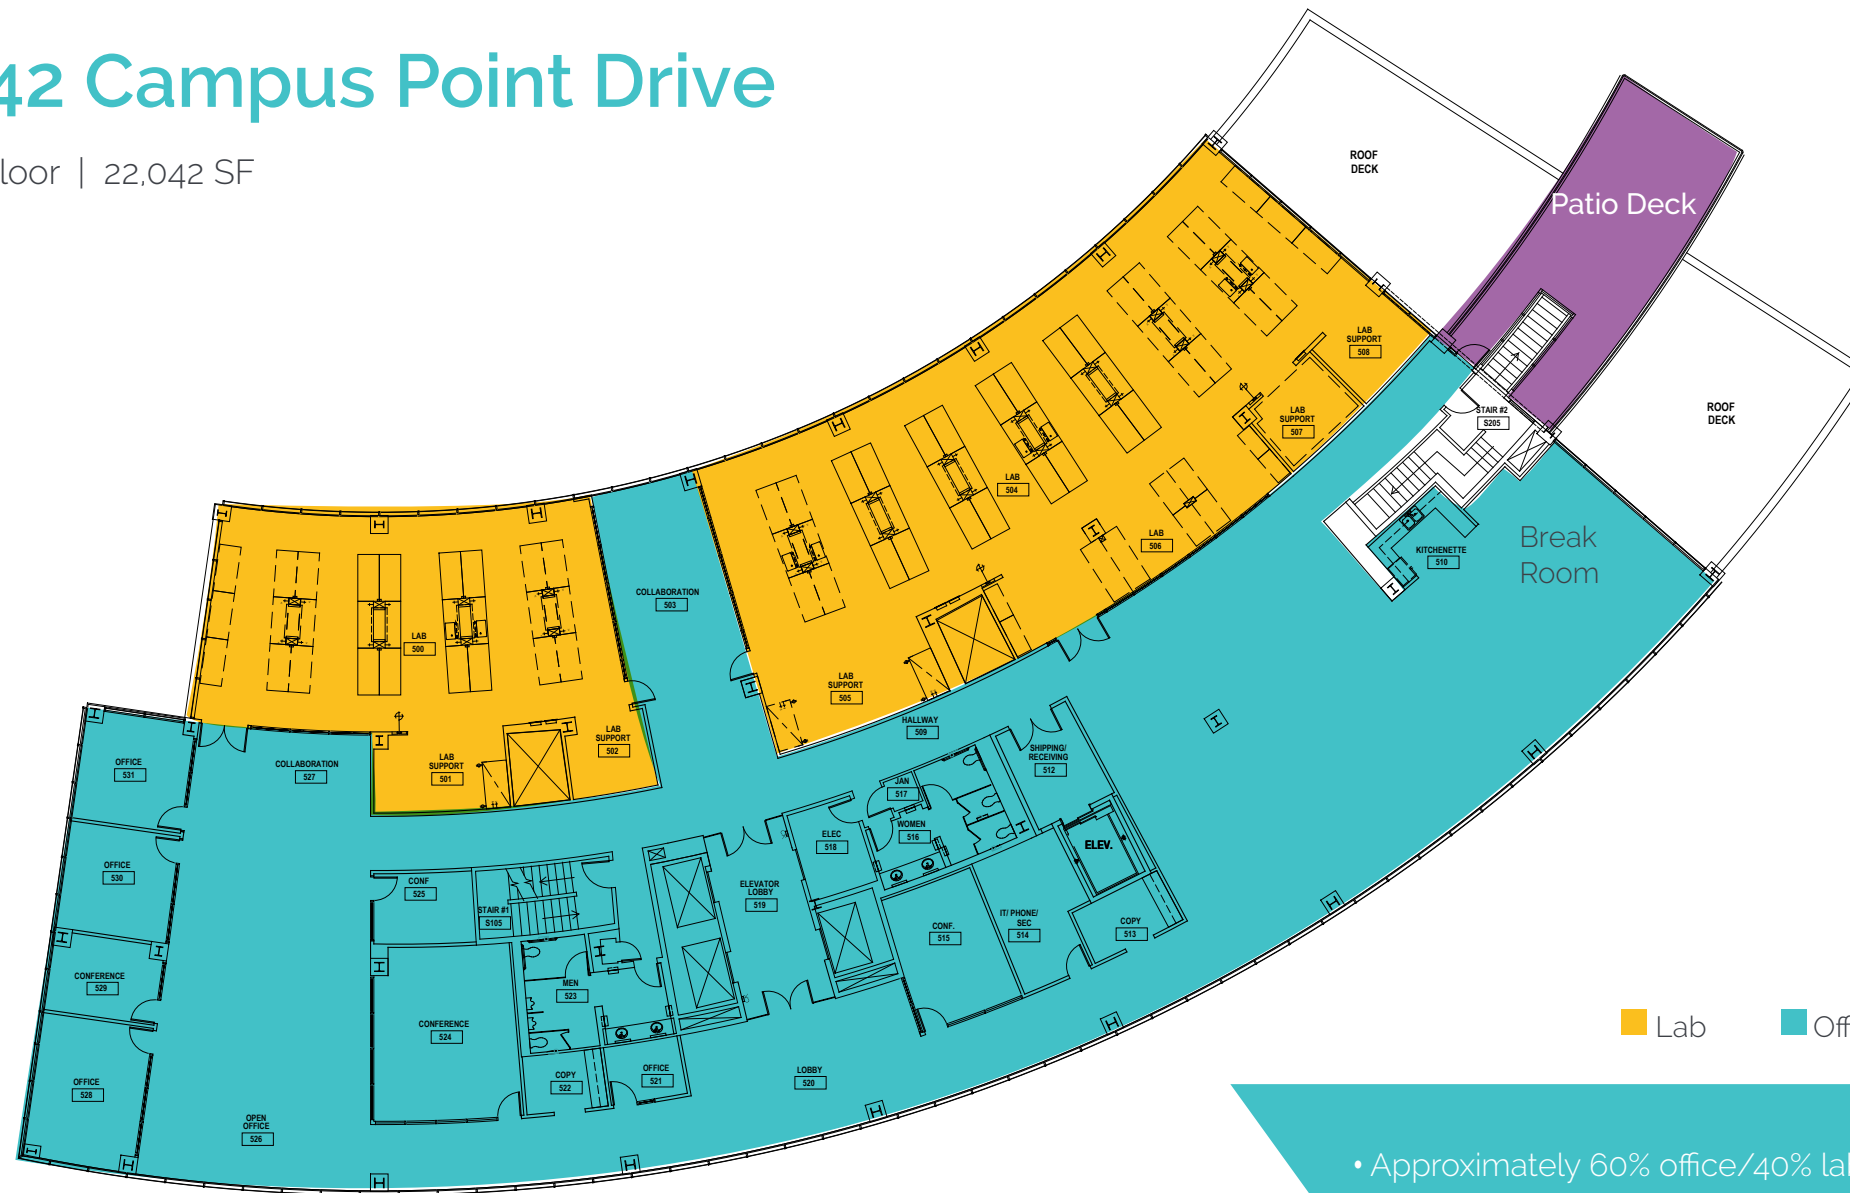 42 Campus Point Drive
loor | 22,042 SF
ROOF
DECK
Patio Deck
ROOF
DECK
LAB
SUPPORT
508
LAB
SUPPORT
507
STAIR #2
S205
LAB
504
LAB
506
KITCHENETTE
510
Break
Room
COLLABORATION
503
LAB
500
LAB
SUPPORT
505
HALLWAY
509
LAB
SUPPORT
502
LAB
SUPPORT
501
OFFICE
531
COLLABORATION
527
SHIPPING/
RECEIVING
512
JAN
517
WOMEN
516
ELEC
518
ELEV.
OFFICE
530
CONF
525
STAIR #1
S105
ELEVATOR
LOBBY
519
CONF.
515
IT/ PHONE/
SEC
514
COPY
513
CONFERENCE
529
MEN
523
CONFERENCE
524
OFFICE
528
COPY
522
OFFICE
521
LOBBY
520
OPEN
OFFICE
526
Lab
Off
• Approximately 60% office/40% lab